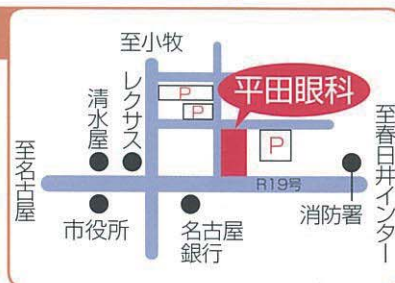 至小牧
レクサス
清水屋
P
P
平田眼科
P
至名古屋
至春日井インター
R19号
市役所
名古屋
銀行
消防署